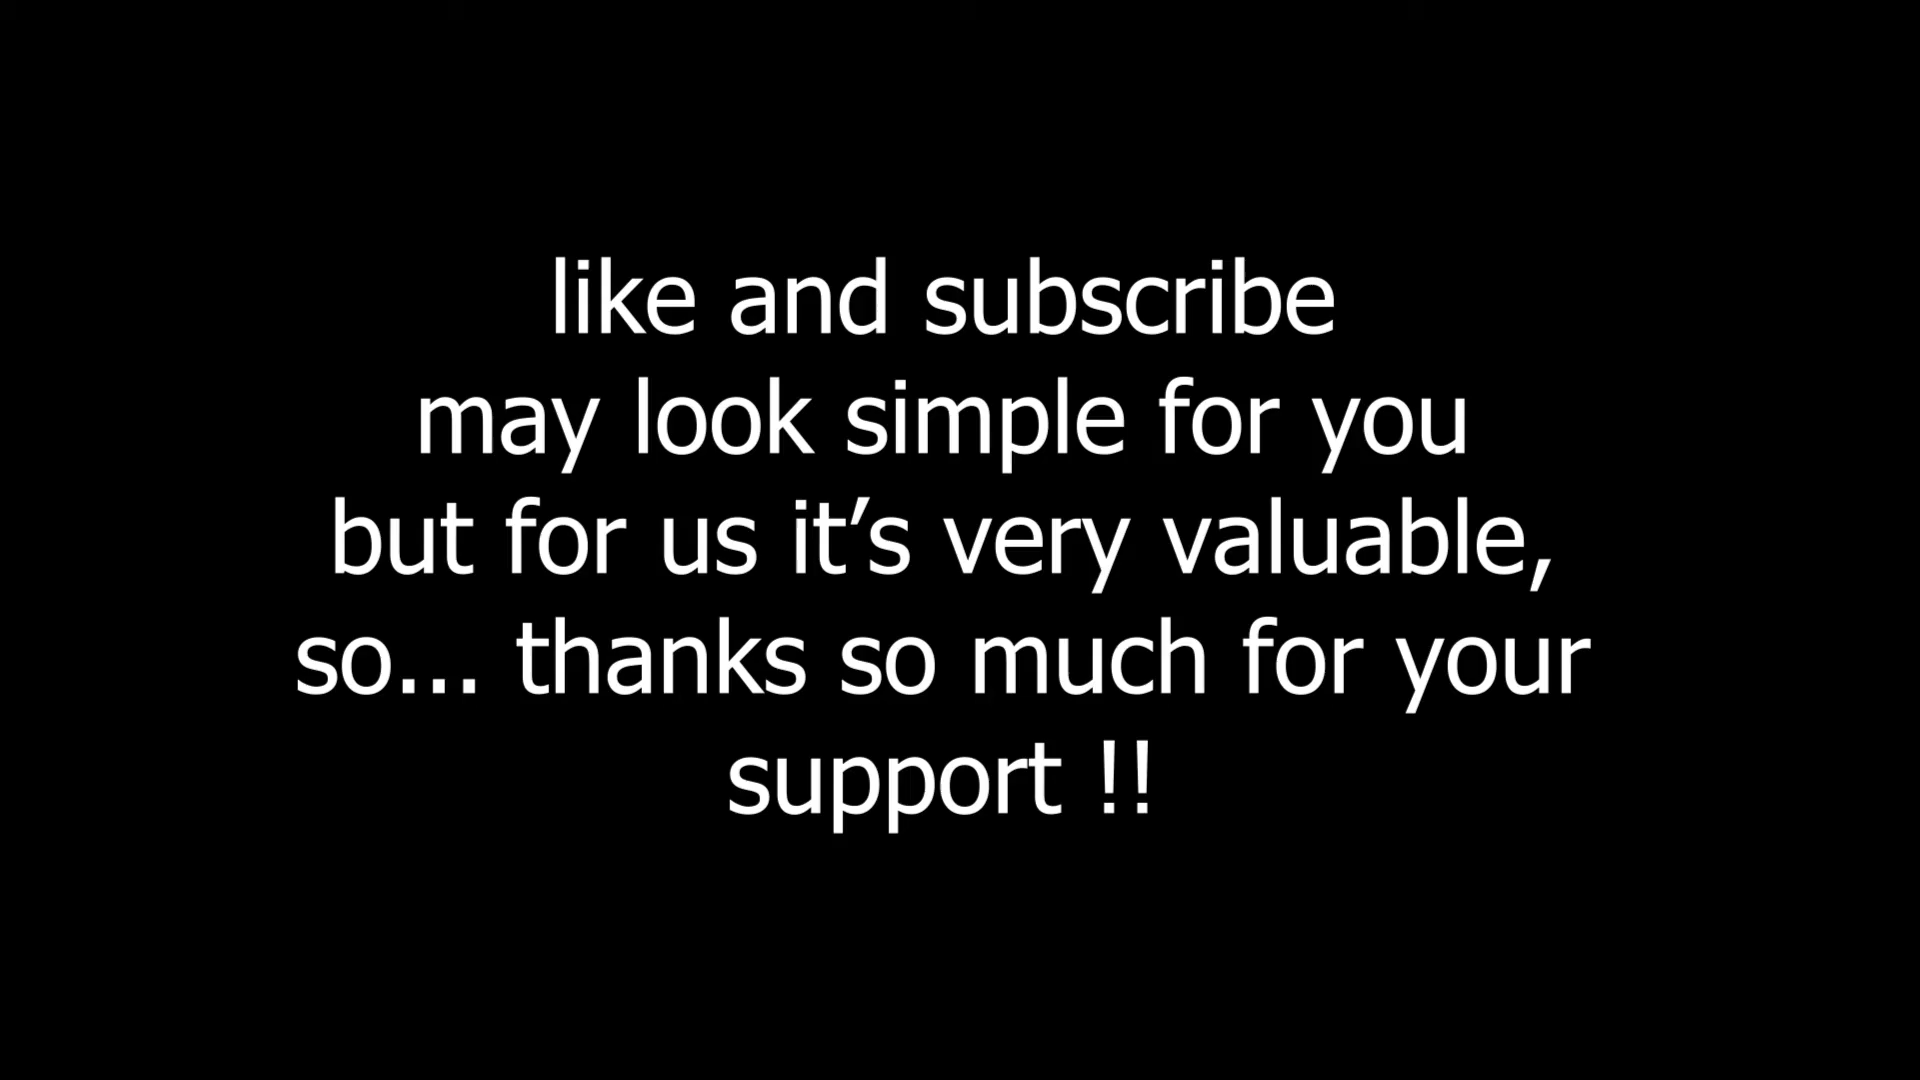 like and subscribe
may look simple for you
but for us it’s very valuable,
so... thanks so much for your
support !!